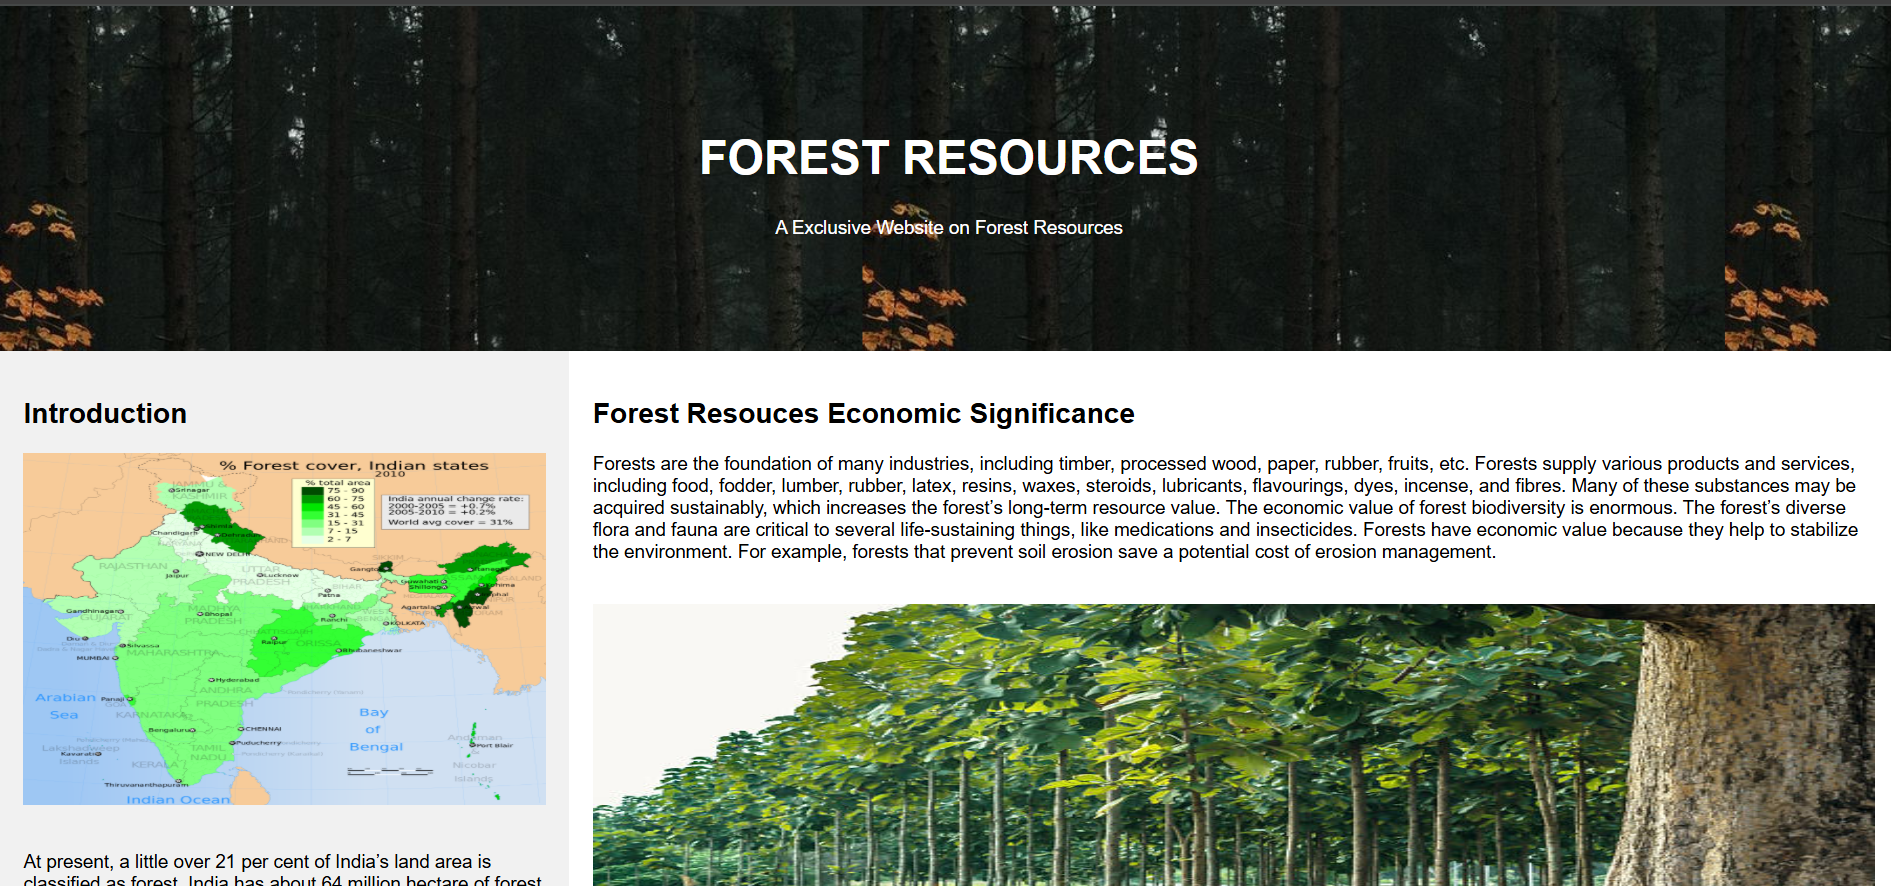 FOREST RESOURCES
A Exclusive Website on Forest Resources
Introduction
% Forest cover, Indian states
2010
% total area
75 - 90
60 - 75
45 - 60
31 - 45
15 - 31
7 - 15
2 - 7
India annual change rate:
2000-2005 = +0.7%
2005-2010 = +0.2%
World avg cover = 31%
JAMMU &
KASHMIR
Srinagar
Shimla
Chandigarh
Dehradun
NEW DELHI
RAJASTHAN
Jaipur
UTTAR
PRADESH
Lucknow
SIKKIM
Gangtok
BIHAR
Patna
Guwahati
Shillong
Agartala
Gandhinagar
GUJARAT
MADHYA
PRADESH
Bhopal
JHARKHAND
Ranchi
WEST
BENGAL
KOLKATA
Diu
Silvassa
MUMBAI
MAHARASHTRA
CHHATTISGARH
Raipur
ORISSA
Bhubaneswar
Hyderabad
ANDHRA
PRADESH
Arabian
Sea
Panaji
GOA
KARNATAKA
Bengaluru
CHENNAI
Puducherry
Bay
of
Bengal
Andaman
Port Blair
Nicobar
Islands
Lakshadweep
Islands
Kavaratti
TAMIL
NADU
KERALA
Thiruvananthapuram
Indian Ocean
At present, a little over 21 per cent of India’s land area is
classified as forest. India has about 64 million hectare of forest
Forest Resouces Economic Significance
Forests are the foundation of many industries, including timber, processed wood, paper, rubber, fruits, etc. Forests supply various products and services,
including food, fodder, lumber, rubber, latex, resins, waxes, steroids, lubricants, flavourings, dyes, incense, and fibres. Many of these substances may be
acquired sustainably, which increases the forest’s long-term resource value. The economic value of forest biodiversity is enormous. The forest’s diverse
flora and fauna are critical to several life-sustaining things, like medications and insecticides. Forests have economic value because they help to stabilize
the environment. For example, forests that prevent soil erosion save a potential cost of erosion management.